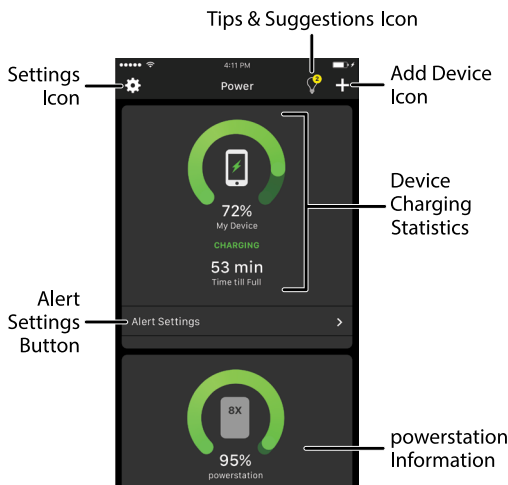 Tips & Suggestions Icon
Settings
Icon
Add Device
Icon
4:11 PM
2
Power
72%
My Device
CHARGING
53 min
Time till Full
Device
Charging
Statistics
Alert
Settings
Button
Alert Settings
8X
95%
powerstation
powerstation
Information